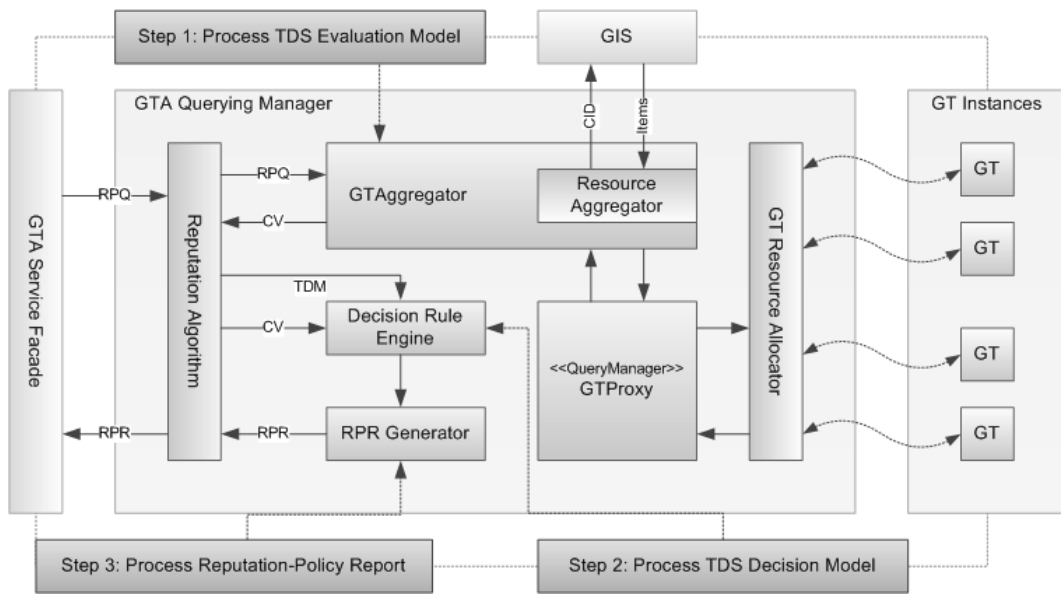 Step 1: Process TDS Evaluation Model
GIS
GTA Querying Manager
GT Instances
CID
Items
RPQ
RPQ
GTAggregator
Resource
Aggregator
GT
CV
GTA Service Facade
Reputation Algorithm
GT Resource Allocator
GT
TDM
CV
Decision Rule
Engine
<<QueryManager>>
GTProxy
GT
RPR
RPR
RPR Generator
GT
Step 3: Process Reputation-Policy Report
Step 2: Process TDS Decision Model